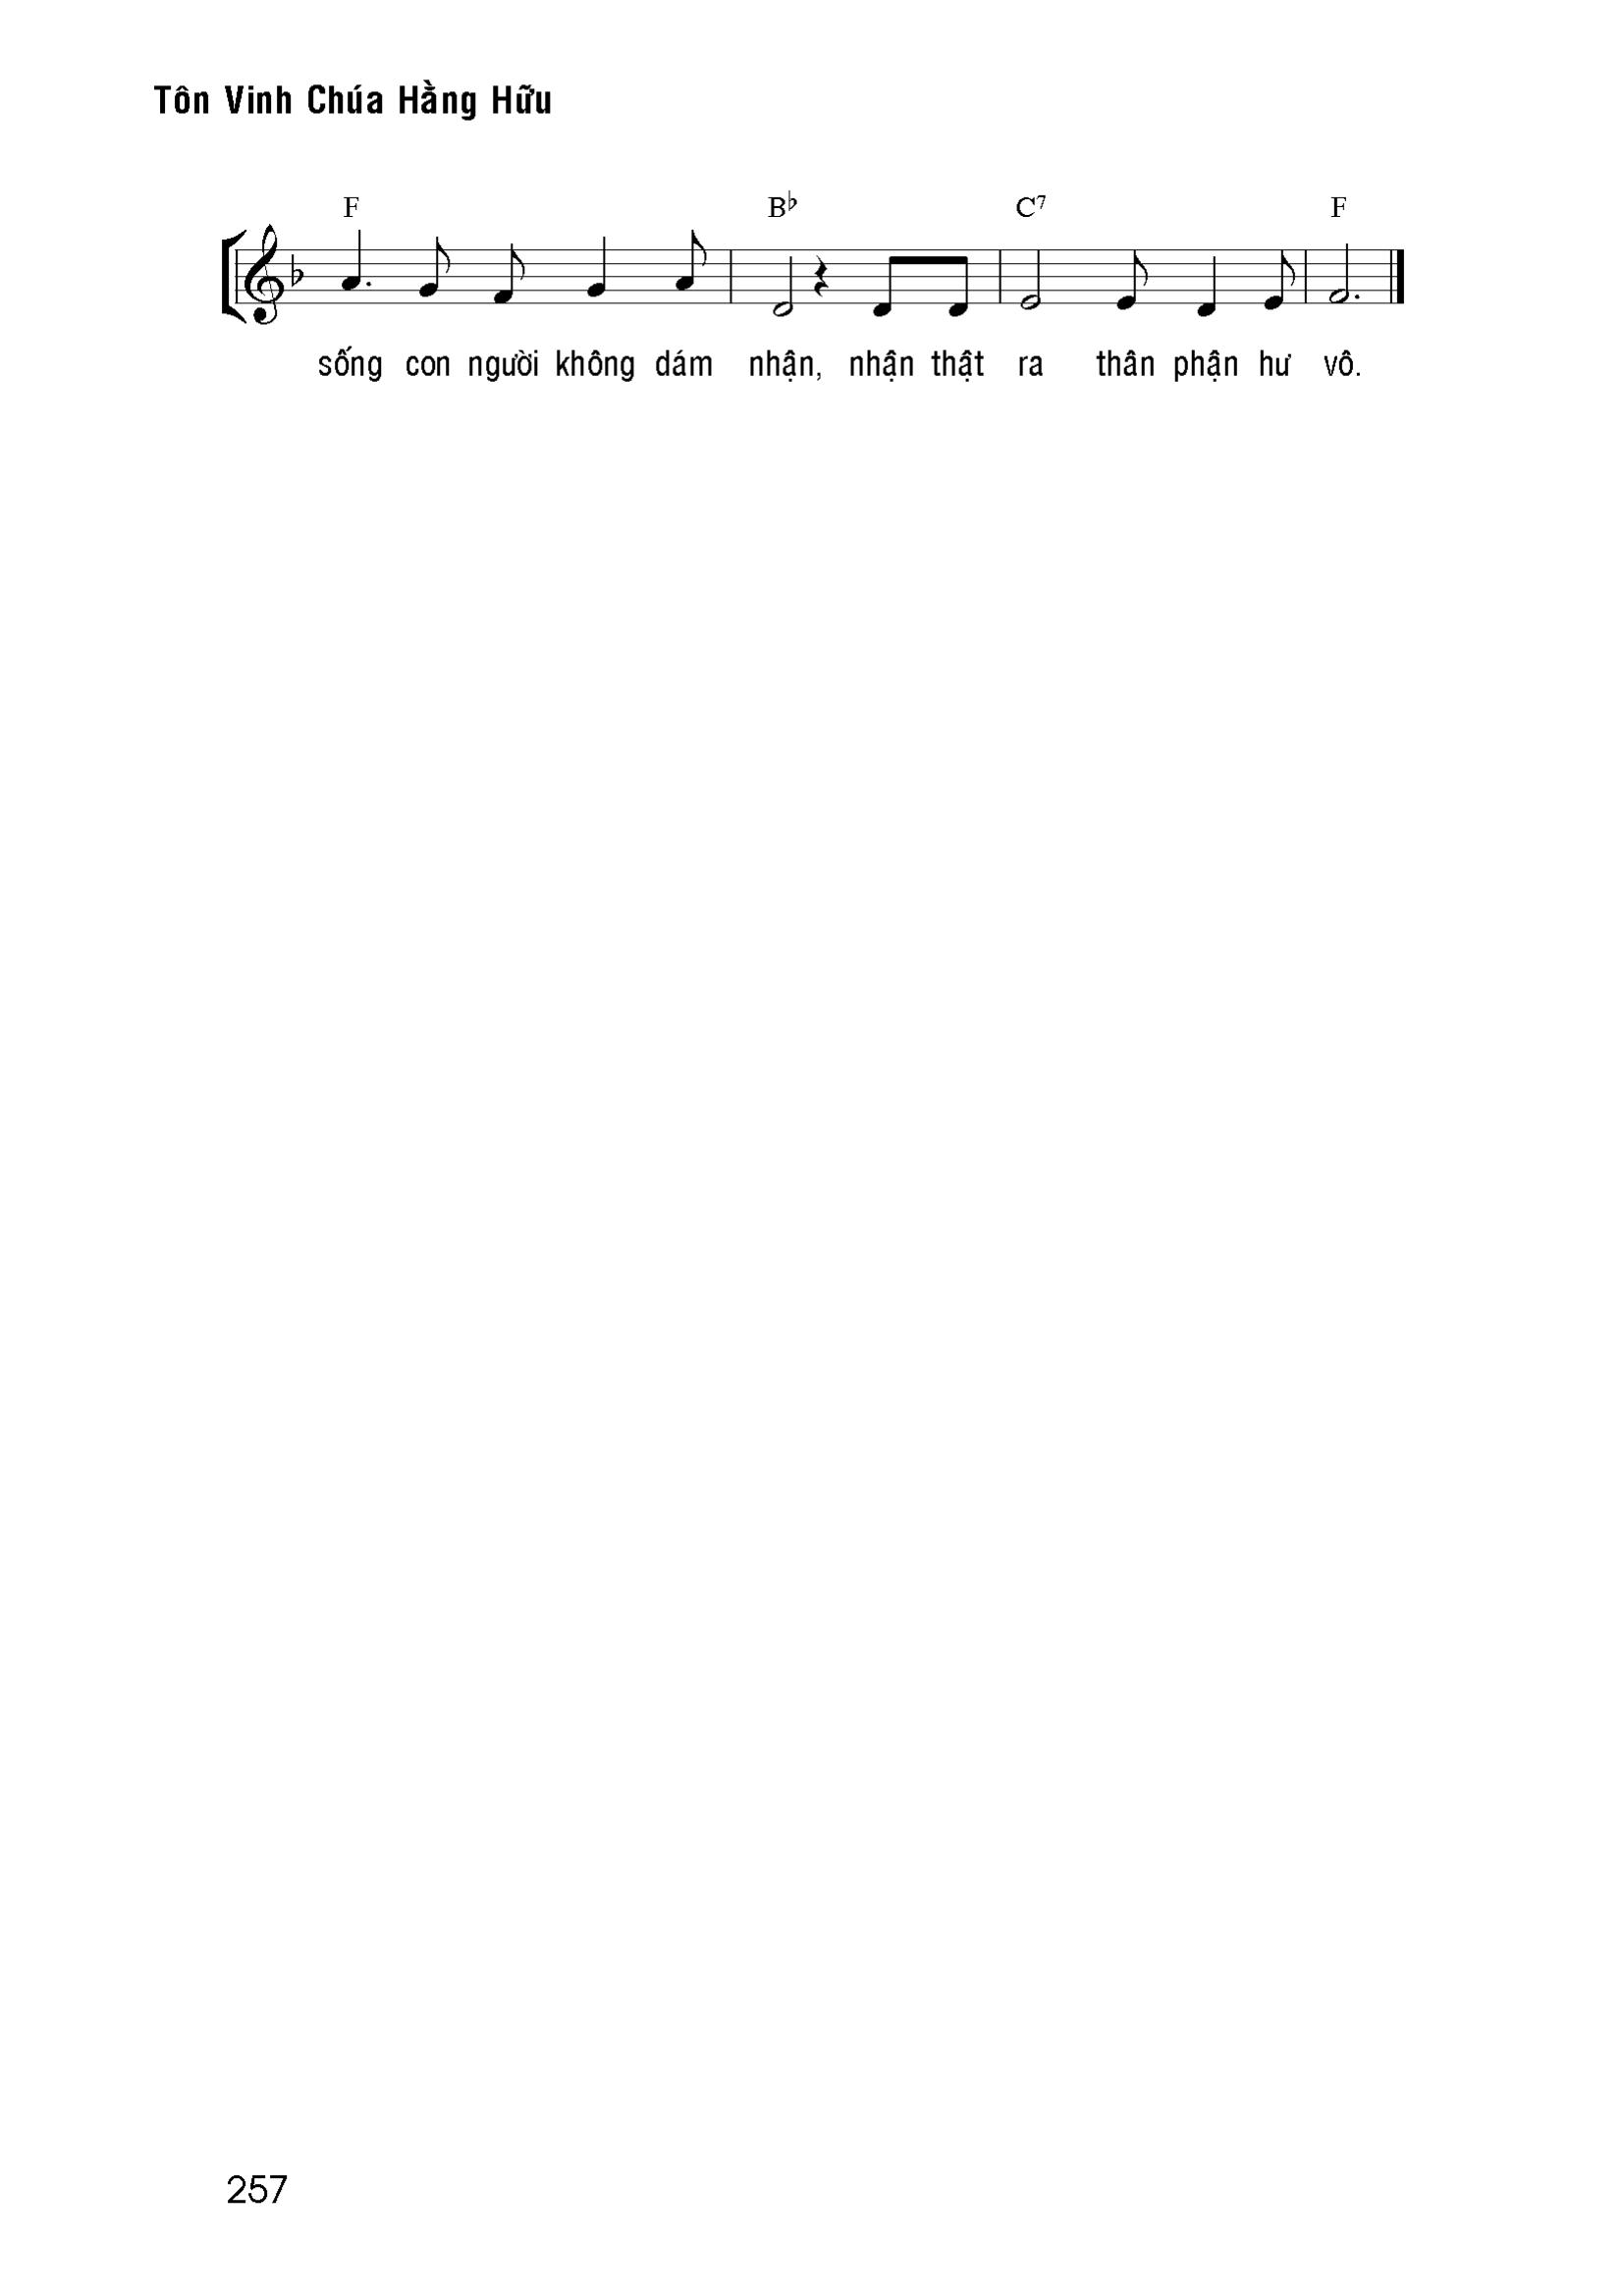 Tôn Vinh Chúa Hằng Hữu
F B♭ C7 F
sống con người không dám nhận, nhận thật ra thân phận hư vô.
257